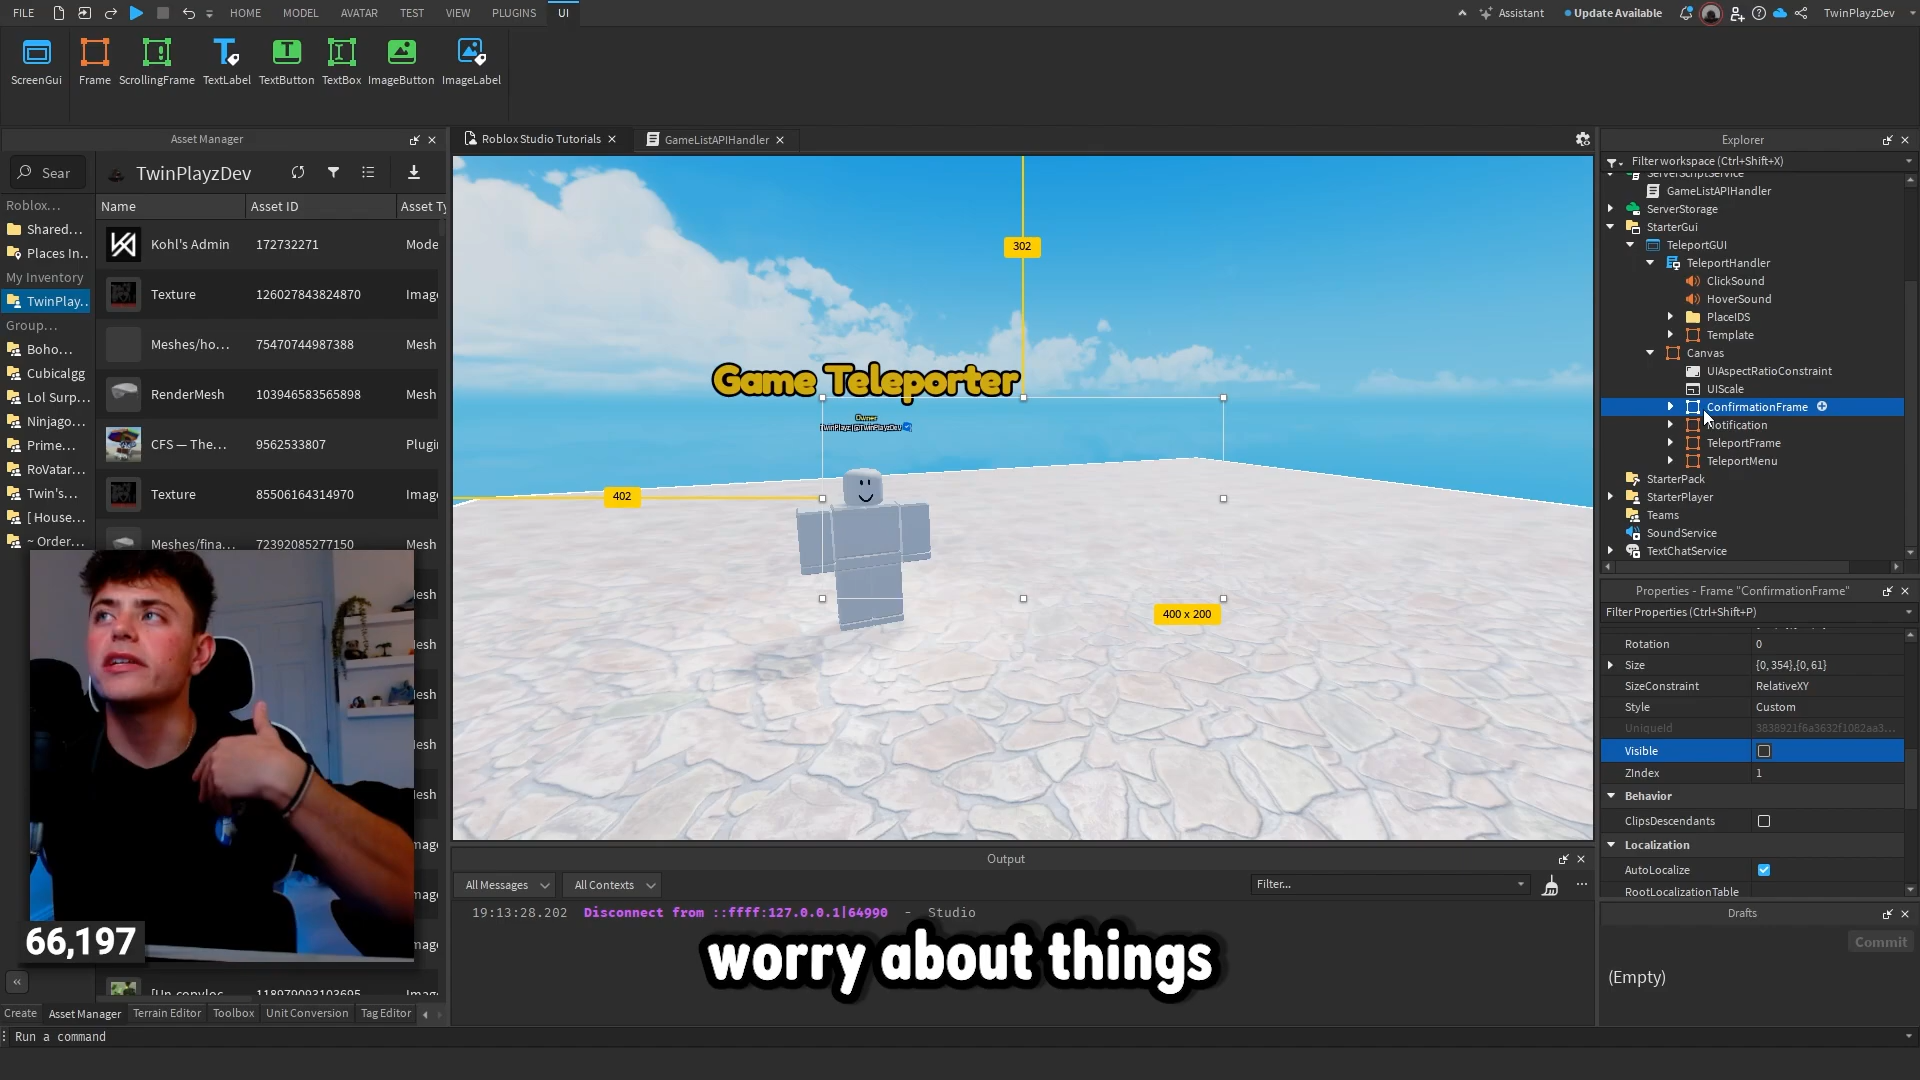 FILE HOME MODEL AVATAR TEST VIEW PLUGINS UI Assistant Update Available TwinPlayzDev
ScreenGui Frame ScrollingFrame TextLabel TextButton TextBox ImageButton ImageLabel
Asset Manager
Sear TwinPlayzDev
Name Asset ID Asset Ty
Roblox...
Shared...
Places In..
My Inventory
TwinPlay..
Group...
Boho...
Cubicalgg
Lol Surp...
Ninjago...
Prime...
RoVatar...
Twin's...
[ House...
~ Order...
Kohl's Admin 172732271 Mode
Texture 126027843824870 Image
Meshes/ho... 75470744987388 Mesh
RenderMesh 103946583565898 Mesh
CFS — The... 9562533807 Plugin
Texture 85506164314970 Image
Meshes/fina... 72392085277150 Mesh
66,197
Create Asset Manager Terrain Editor Toolbox Unit Conversion Tag Editor
Run a command
Roblox Studio Tutorials GameListAPIHandler
302
Game Teleporter
Owner
402
400 x 200
Output
All Messages All Contexts Filter...
19:13:28.202 Disconnect from ::ffff:127.0.0.1|64990 - Studio
worry about things
Explorer
Filter workspace (Ctrl+Shift+X)
ServerScriptService
GameListAPIHandler
ServerStorage
StarterGui
TeleportGUI
TeleportHandler
ClickSound
HoverSound
PlaceIDS
Template
Canvas
UIAspectRatioConstraint
UIScale
ConfirmationFrame
Notification
TeleportFrame
TeleportMenu
StarterPack
StarterPlayer
Teams
SoundService
TextChatService
Properties - Frame "ConfirmationFrame"
Filter Properties (Ctrl+Shift+P)
Rotation 0
Size {0, 354},{0, 61}
SizeConstraint RelativeXY
Style Custom
UniqueId 3838921f6a3632f1082aa3...
Visible
ZIndex 1
Behavior
ClipsDescendants
Localization
AutoLocalize
RootLocalizationTable
Drafts
Commit
(Empty)